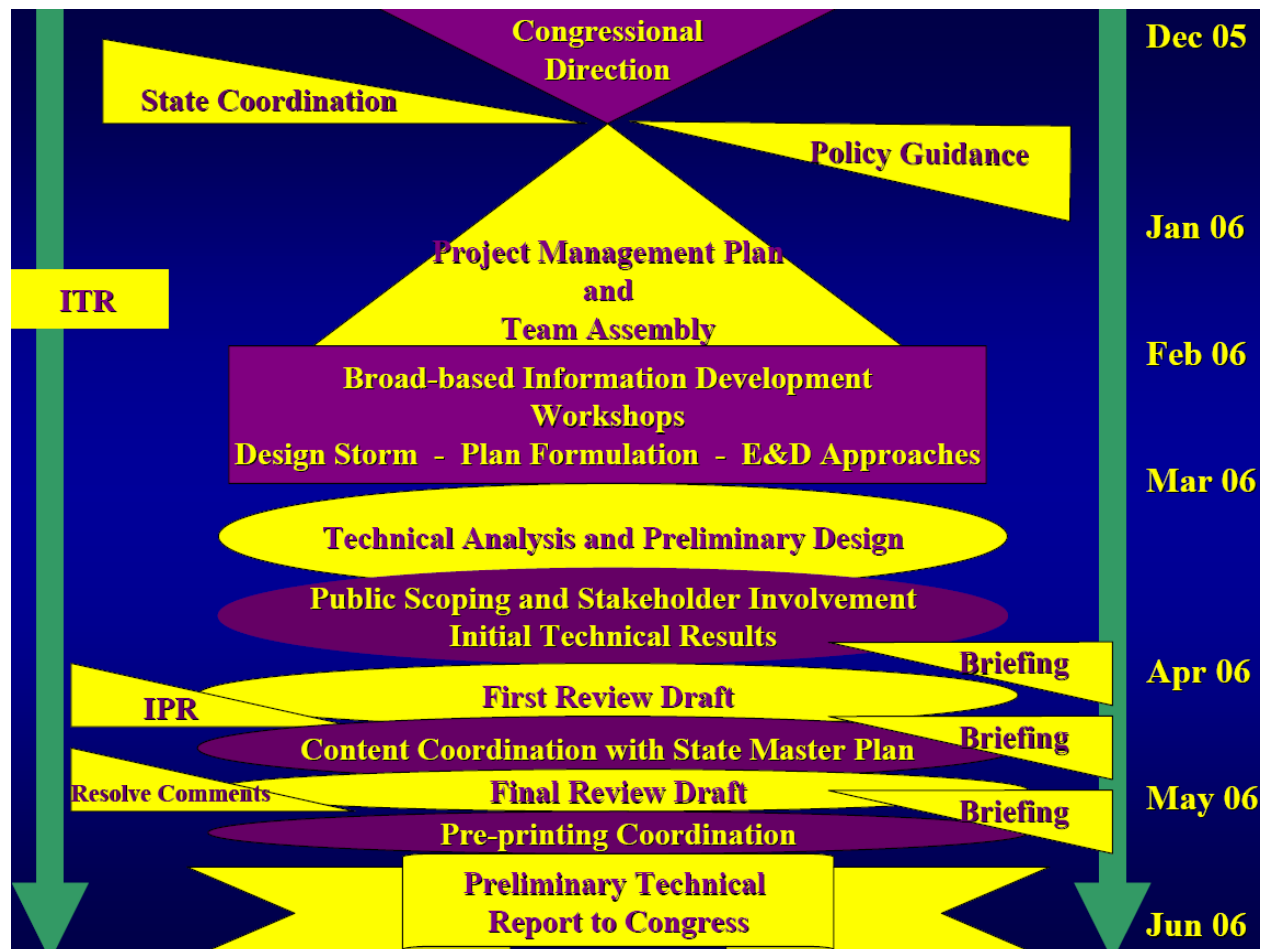 Congressional
Direction
Dec 05
State Coordination
Policy Guidance
Jan 06
Project Management Plan
and
Team Assembly
ITR
Feb 06
Broad-based Information Development
Workshops
Design Storm - Plan Formulation - E&D Approaches
Mar 06
Technical Analysis and Preliminary Design
Public Scoping and Stakeholder Involvement
Initial Technical Results
Briefing
Apr 06
IPR
First Review Draft
Content Coordination with State Master Plan
Briefing
Resolve Comments
Final Review Draft
Briefing
May 06
Pre-printing Coordination
Preliminary Technical
Report to Congress
Jun 06